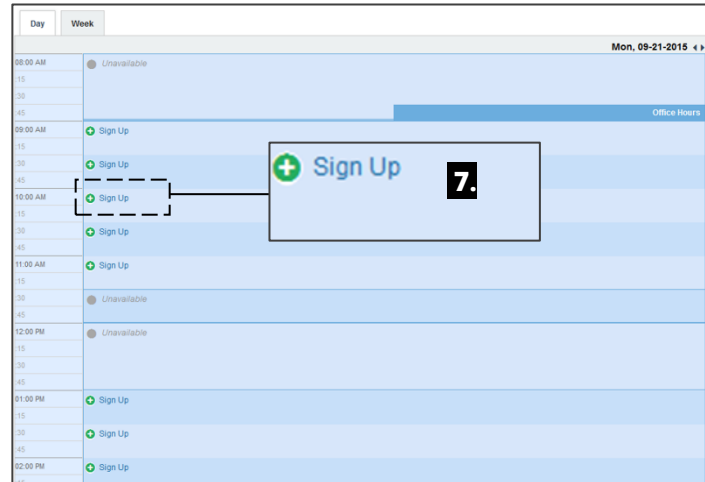 Day Week
Mon, 09-21-2015
08:00 AM Unavailable
:15
:30
:45 Office Hours
09:00 AM Sign Up
:15
:30 Sign Up
:45
10:00 AM Sign Up
:15
:30 Sign Up
:45
11:00 AM Sign Up
:15
:30 Unavailable
:45
12:00 PM Unavailable
:15
:30
:45
01:00 PM Sign Up
:15
:30 Sign Up
:45
02:00 PM Sign Up
Sign Up 7.